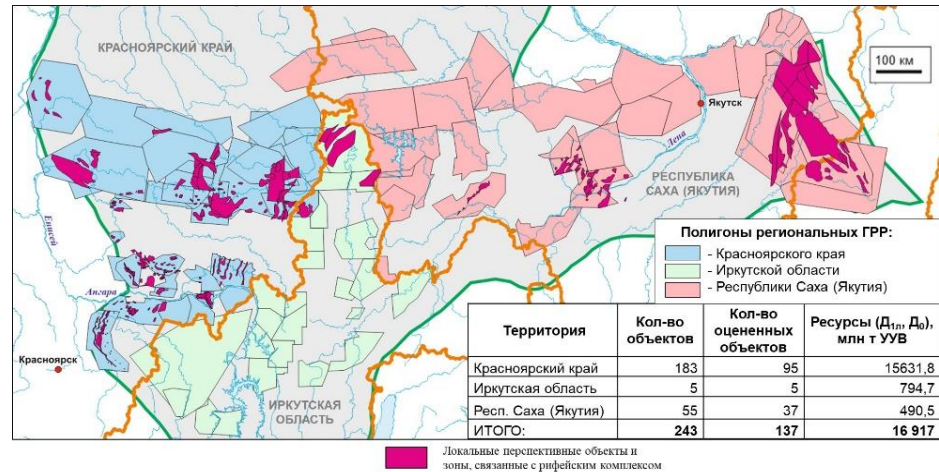 КРАСНОЯРСКИЙ КРАЙ
100 км
Якутск
Лена
РЕСПУБЛИКА
САХА (ЯКУТИЯ)
Енисей
Ангара
Красноярск
ИРКУТСКАЯ
ОБЛАСТЬ
Полигоны региональных ГРР:
- Красноярского края
- Иркутской области
- Республики Саха (Якутия)
Территория Кол-во объектов Кол-во оцененных объектов Ресурсы (Д1л, Д0), млн т УУВ
Красноярский край 183 95 15631,8
Иркутская область 5 5 794,7
Респ. Саха (Якутия) 55 37 490,5
ИТОГО: 243 137 16 917
Локальные перспективные объекты и
зоны, связанные с рифейским комплексом